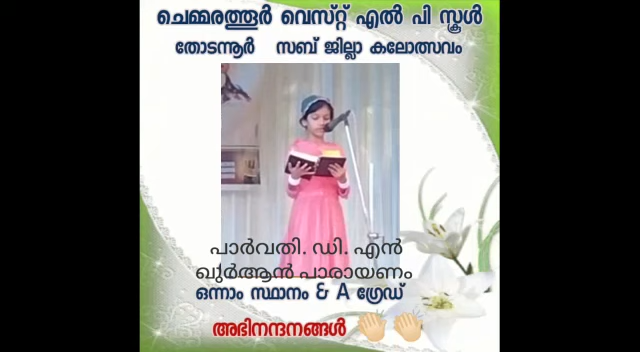 ചെമ്മരത്തൂർ വെസ്റ്റ് എൽ പി സ്കൂൾ
തോടന്നൂർ സബ് ജില്ലാ കലോത്സവം
പാർവതി. ഡി. എൻ
ഖുർആൻ പാരായണം
ഒന്നാം സ്ഥാനം & A ഗ്രേഡ്
അഭിനന്ദനങ്ങൾ 👏🏻 👏🏻